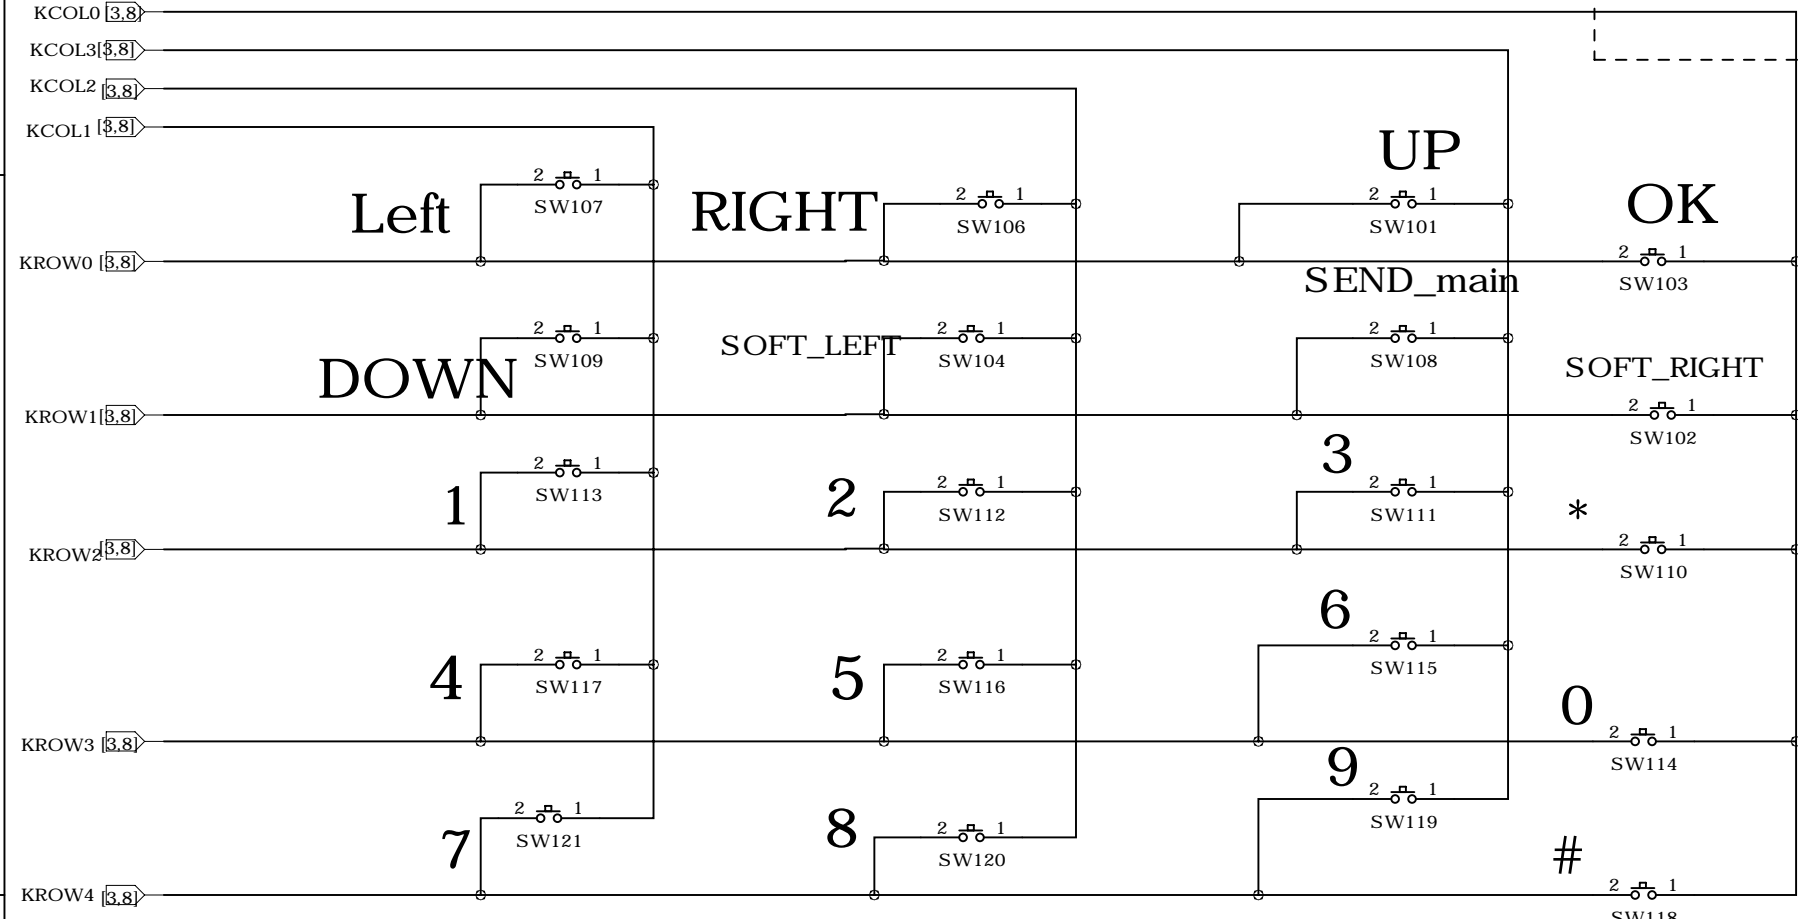 KCOL0 [3,8]
KCOL3 [3,8]
KCOL2 [3,8]
KCOL1 [3,8]
UP
2 1
SW107
Left
RIGHT
2 1
SW106
2 1
SW101
OK
2 1
SW103
KROW0 [3,8]
SEND_main
DOWN
2 1
SW109
SOFT_LEFT
2 1
SW104
2 1
SW108
SOFT_RIGHT
2 1
SW102
KROW1 [3,8]
1
2 1
SW113
2
2 1
SW112
3
2 1
SW111
*
2 1
SW110
KROW2 [3,8]
4
2 1
SW117
5
2 1
SW116
6
2 1
SW115
0
2 1
SW114
KROW3 [3,8]
7
2 1
SW121
8
2 1
SW120
9
2 1
SW119
#
2 1
SW118
KROW4 [3,8]